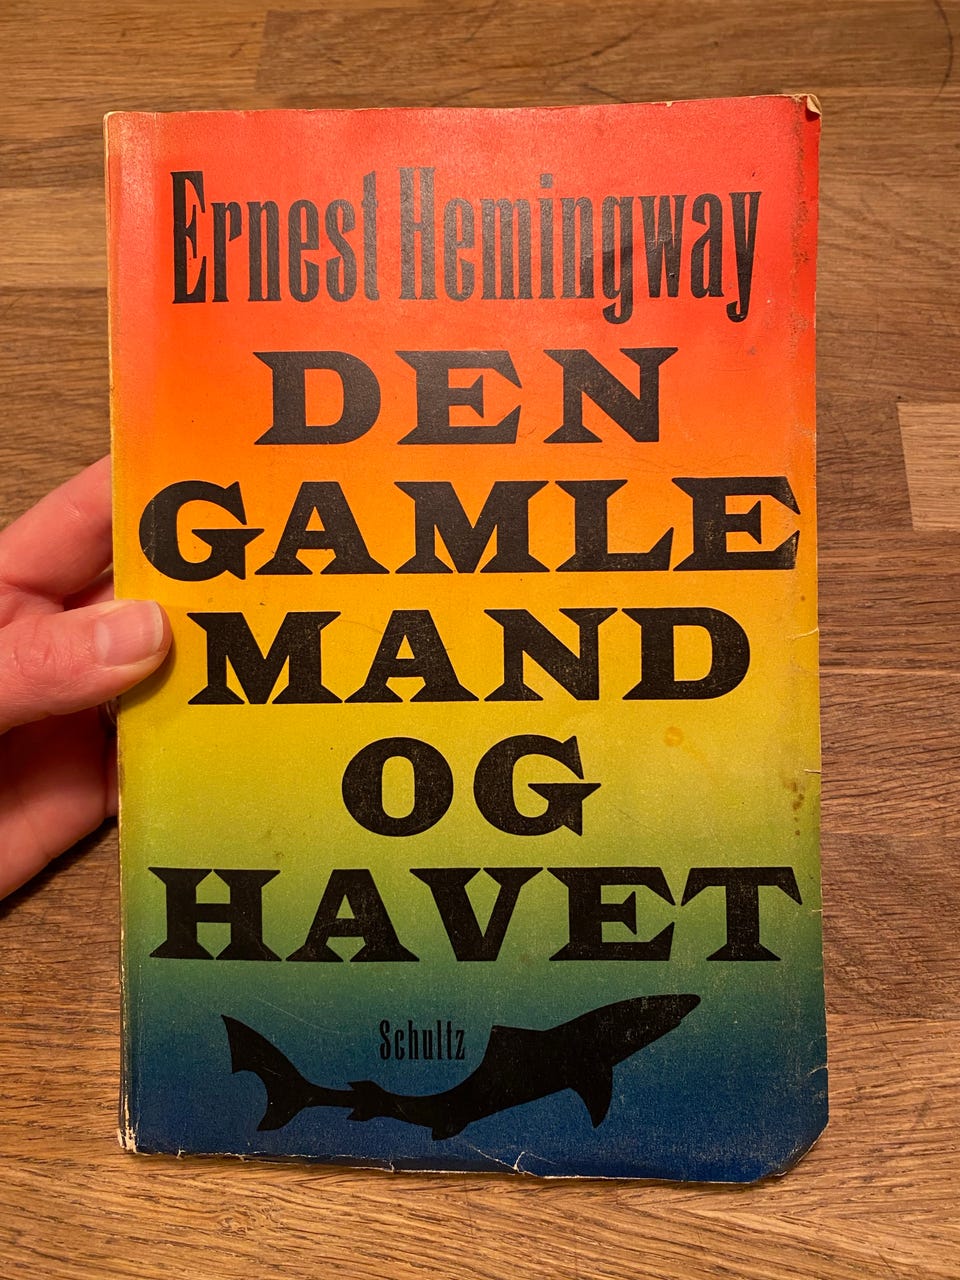 Ernest Hemingway
DEN
GAMLE
MAND
OG
HAVET
Schultz